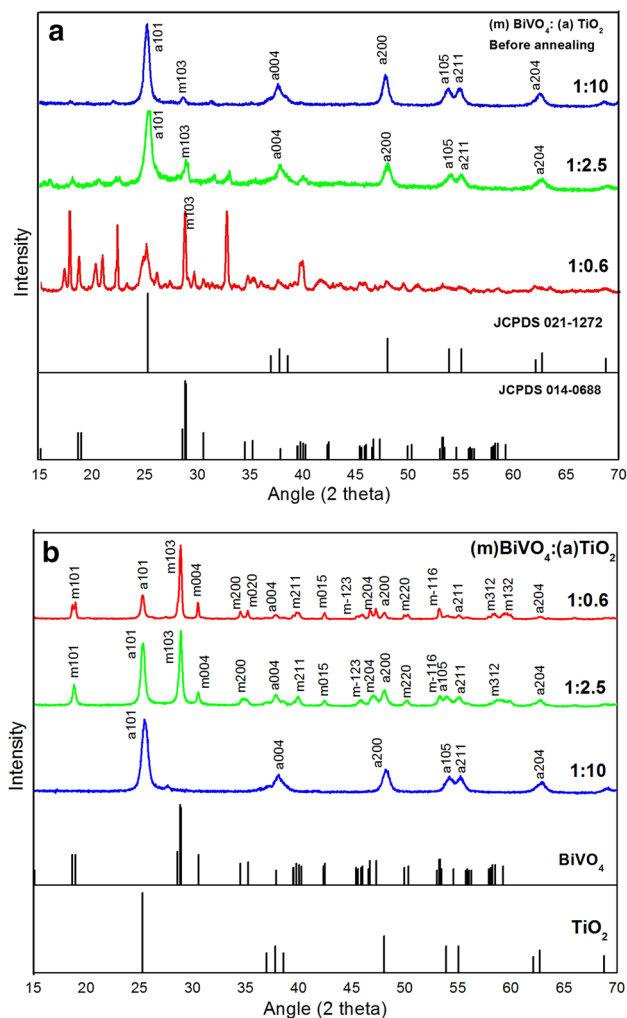 a
(m) BiVO4: (a) TiO2
Before annealing
a101
m103
a004
a200
a105
a211
a204
1:10
a101
m103
a004
a200
a105
a211
a204
1:2.5
m103
1:0.6
JCPDS 021-1272
JCPDS 014-0688
Intensity
15 20 25 30 35 40 45 50 55 60 65 70
Angle (2 theta)
b
(m)BiVO4:(a)TiO2
m101
a101
m103
m004
m200
m020
a004
m211
m015
m-123
m204
a200
m220
m-116
a211
m312
m132
a204
1:0.6
m101
a101
m103
m004
m200
a004
m211
m015
m-123
m204
a200
m220
m-116
a105
a211
m312
a204
1:2.5
a101
a004
a200
a105
a211
a204
1:10
BiVO4
TiO2
Intensity
15 20 25 30 35 40 45 50 55 60 65 70
Angle (2 theta)